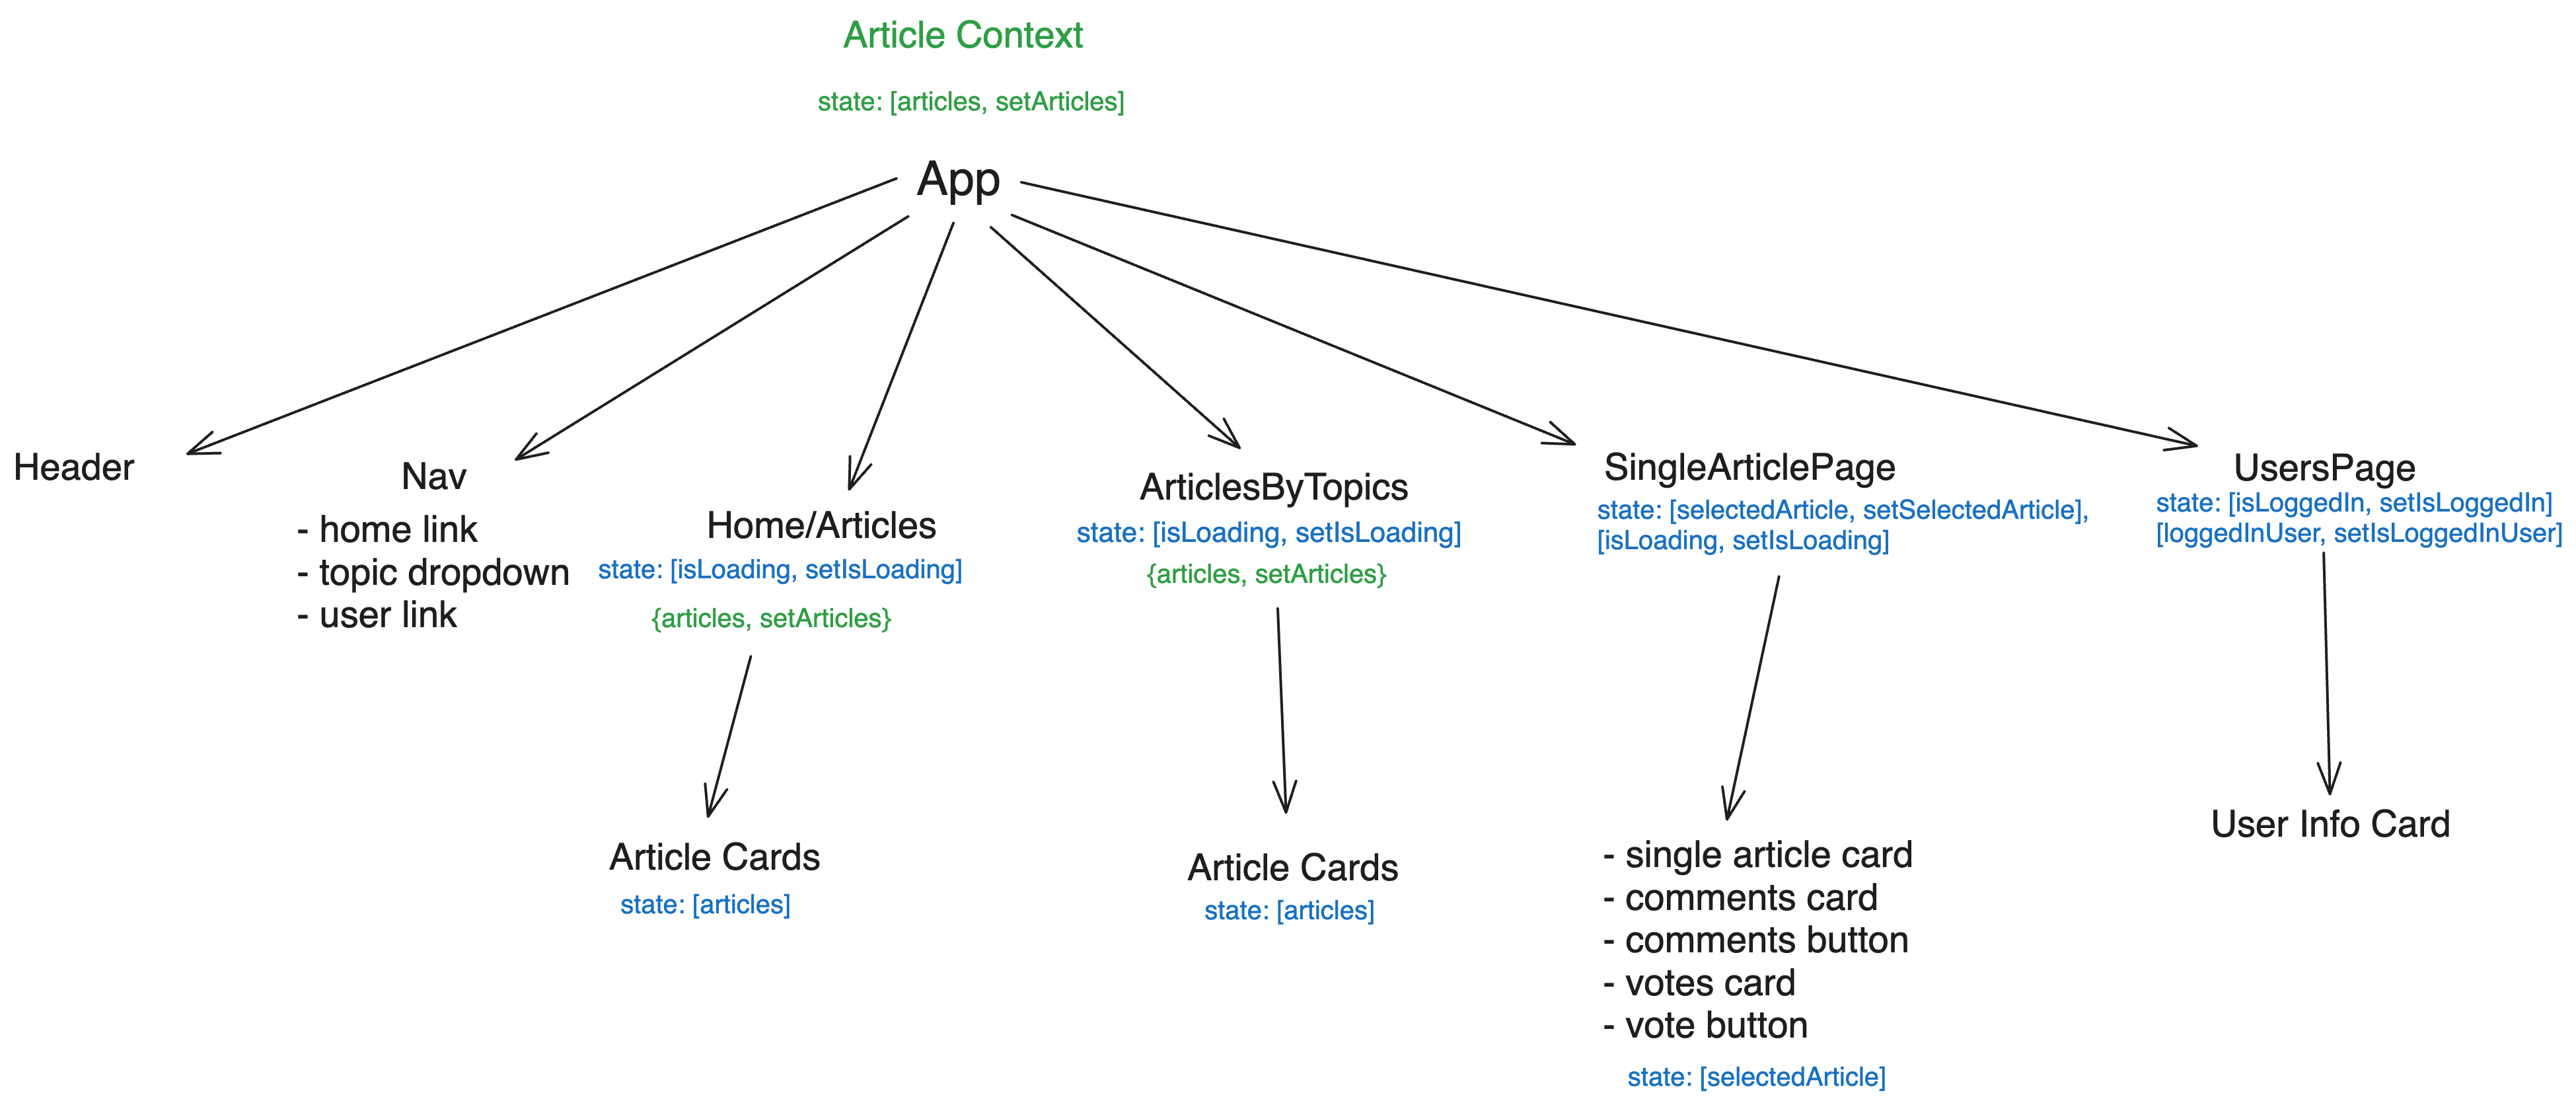 Article Context
state: [articles, setArticles]
App
Header
Nav
- home link
- topic dropdown
- user link
Home/Articles
state: [isLoading, setIsLoading]
{articles, setArticles}
Article Cards
state: [articles]
ArticlesByTopics
state: [isLoading, setIsLoading]
{articles, setArticles}
Article Cards
state: [articles]
SingleArticlePage
state: [selectedArticle, setSelectedArticle],
[isLoading, setIsLoading]
- single article card
- comments card
- comments button
- votes card
- vote button
state: [selectedArticle]
UsersPage
state: [isLoggedIn, setIsLoggedIn]
[loggedInUser, setIsLoggedInUser]
User Info Card